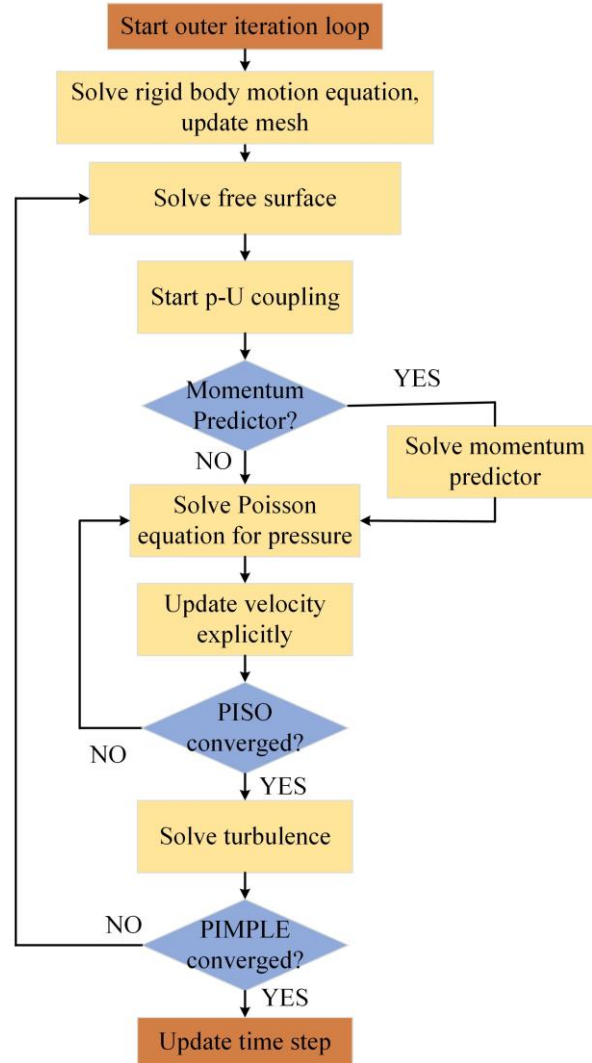 Start outer iteration loop
Solve rigid body motion equation,
update mesh
Solve free surface
Start p-U coupling
Momentum
Predictor?
YES
NO
Solve momentum
predictor
Solve Poisson
equation for pressure
Update velocity
explicitly
PISO
converged?
NO
YES
Solve turbulence
PIMPLE
converged?
NO
YES
Update time step